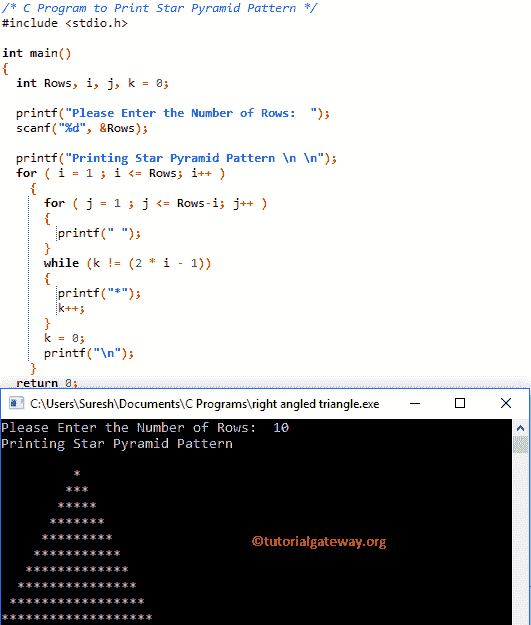 /* C Program to Print Star Pyramid Pattern */
#include <stdio.h>
int main()
{
int Rows, i, j, k = 0;
printf("Please Enter the Number of Rows:  ");
scanf("%d", &Rows);
printf("Printing Star Pyramid Pattern \n \n");
for ( i = 1 ; i <= Rows; i++ )
{
for ( j = 1 ; j <= Rows-i; j++ )
{
printf(" ");
}
while (k != (2 * i - 1))
{
printf("*");
k++;
}
k = 0;
printf("\n");
}
return 0;
C:\Users\Suresh\Documents\C Programs\right angled triangle.exe
Please Enter the Number of Rows:  10
Printing Star Pyramid Pattern
         *
        ***
       *****
      *******
     *********
©tutorialgateway.org
    ***********
   *************
  ***************
 *****************
*******************